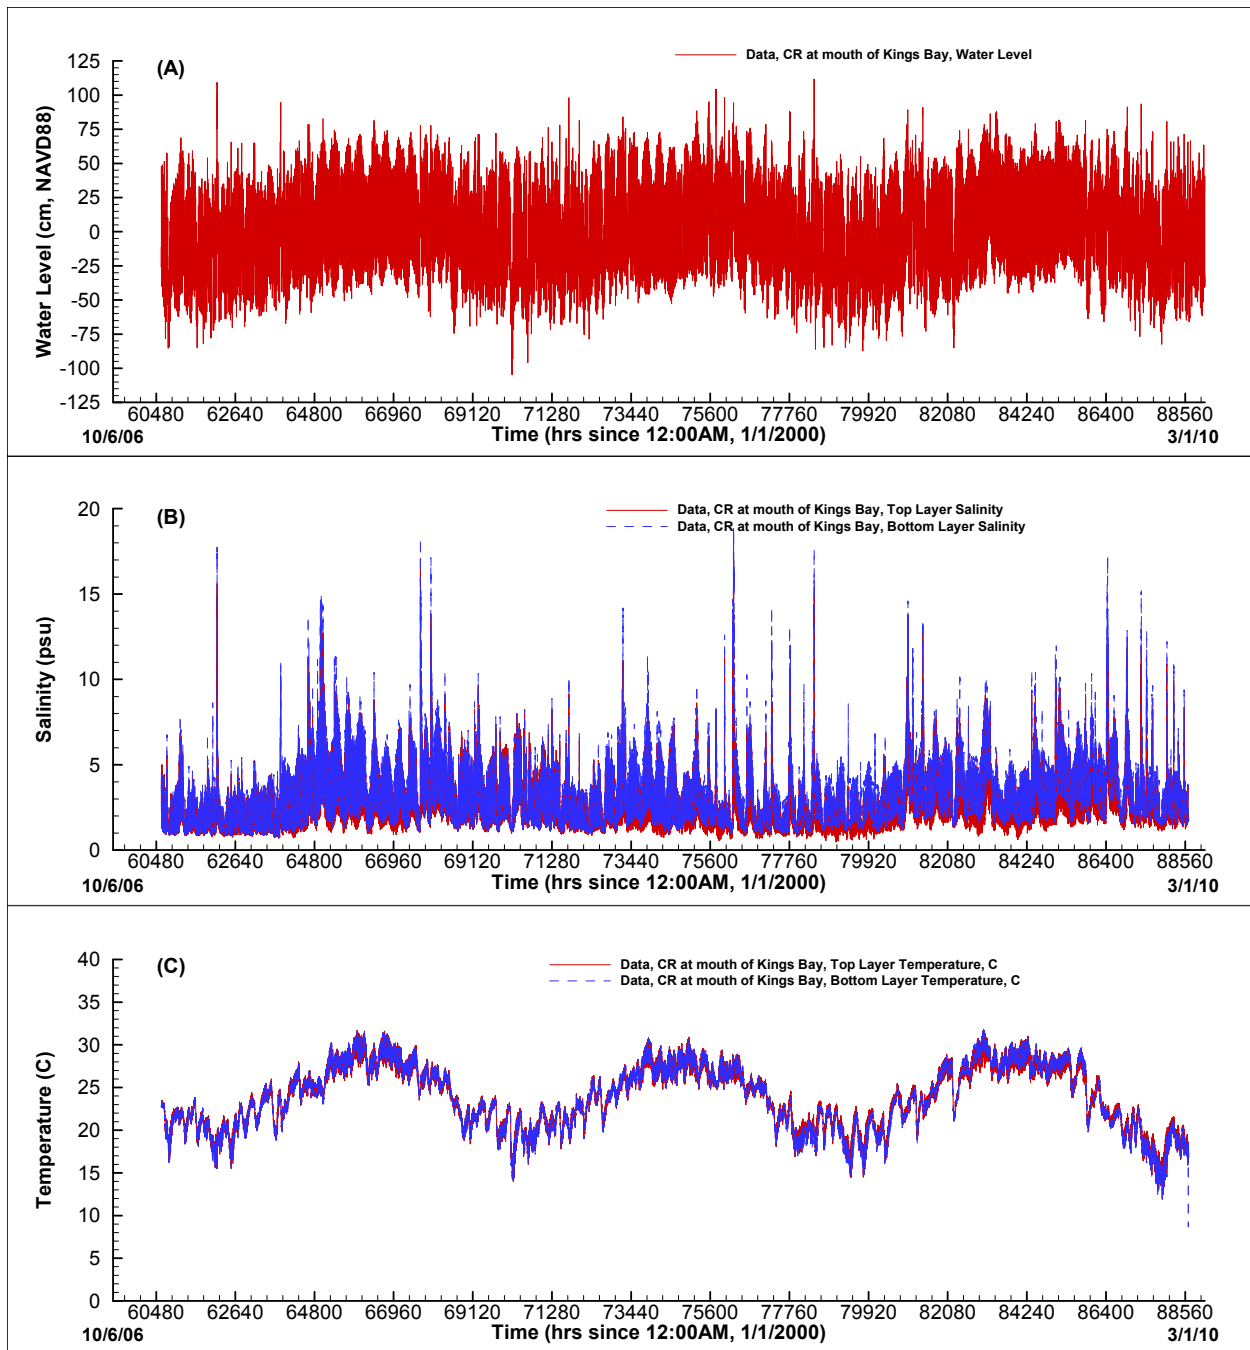 (A)
Data, CR at mouth of Kings Bay, Water Level
Water Level (cm, NAVD88)
125
100
75
50
25
0
-25
-50
-75
-100
-125
60480 62640 64800 66960 69120 71280 73440 75600 77760 79920 82080 84240 86400 88560
10/6/06 Time (hrs since 12:00AM, 1/1/2000) 3/1/10
(B)
Data, CR at mouth of Kings Bay, Top Layer Salinity
Data, CR at mouth of Kings Bay, Bottom Layer Salinity
Salinity (psu)
20
15
10
5
0
60480 62640 64800 66960 69120 71280 73440 75600 77760 79920 82080 84240 86400 88560
10/6/06 Time (hrs since 12:00AM, 1/1/2000) 3/1/10
(C)
Data, CR at mouth of Kings Bay, Top Layer Temperature, C
Data, CR at mouth of Kings Bay, Bottom Layer Temperature, C
Temperature (C)
40
35
30
25
20
15
10
5
0
60480 62640 64800 66960 69120 71280 73440 75600 77760 79920 82080 84240 86400 88560
10/6/06 Time (hrs since 12:00AM, 1/1/2000) 3/1/10